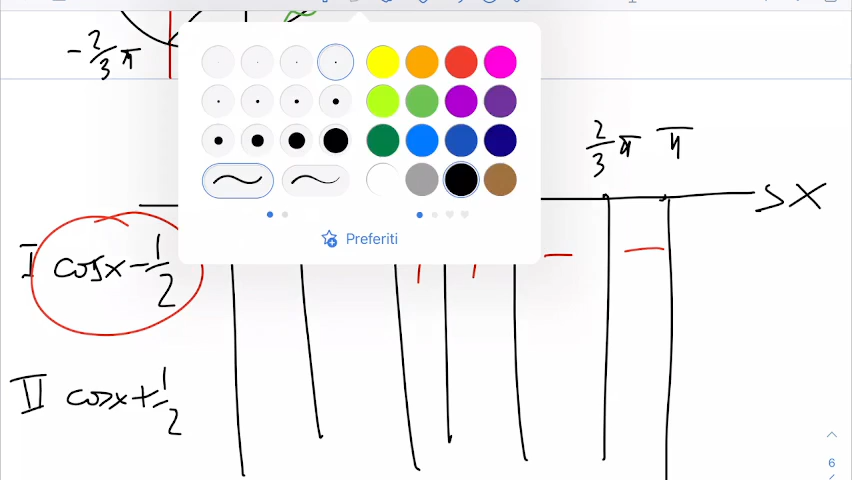 -2/3 π
Preferiti
2/3 π π
> X
I cosx - 1/2
II cosx + 1/2
6